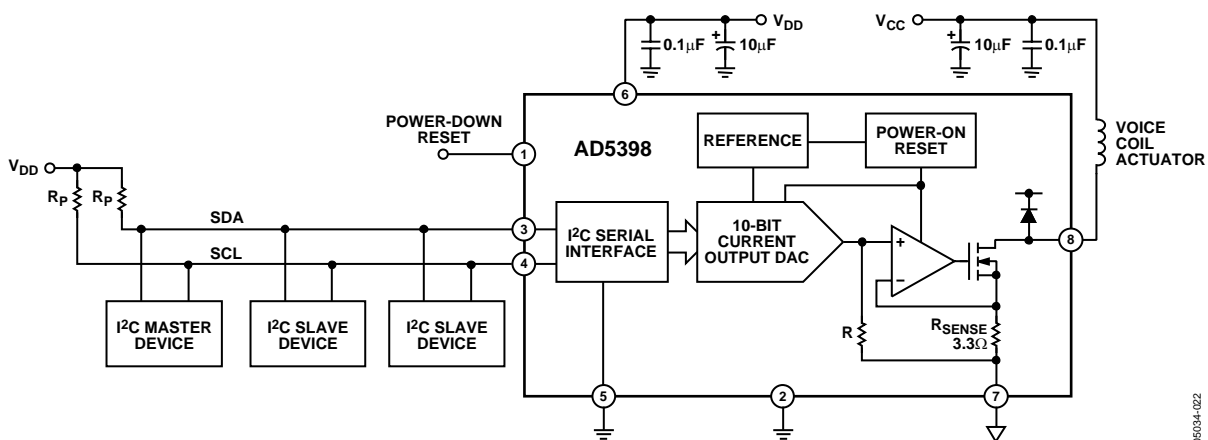 VDD
0.1μF
10μF
VCC
10μF
0.1μF
6
POWER-DOWN
RESET
1
AD5398
REFERENCE
POWER-ON
RESET
VOICE
COIL
ACTUATOR
VDD
RP
RP
SDA
3
SCL
4
I2C SERIAL
INTERFACE
10-BIT
CURRENT
OUTPUT DAC
+
–
8
I2C MASTER
DEVICE
I2C SLAVE
DEVICE
I2C SLAVE
DEVICE
R
RSENSE
3.3Ω
5
2
7
05034-022